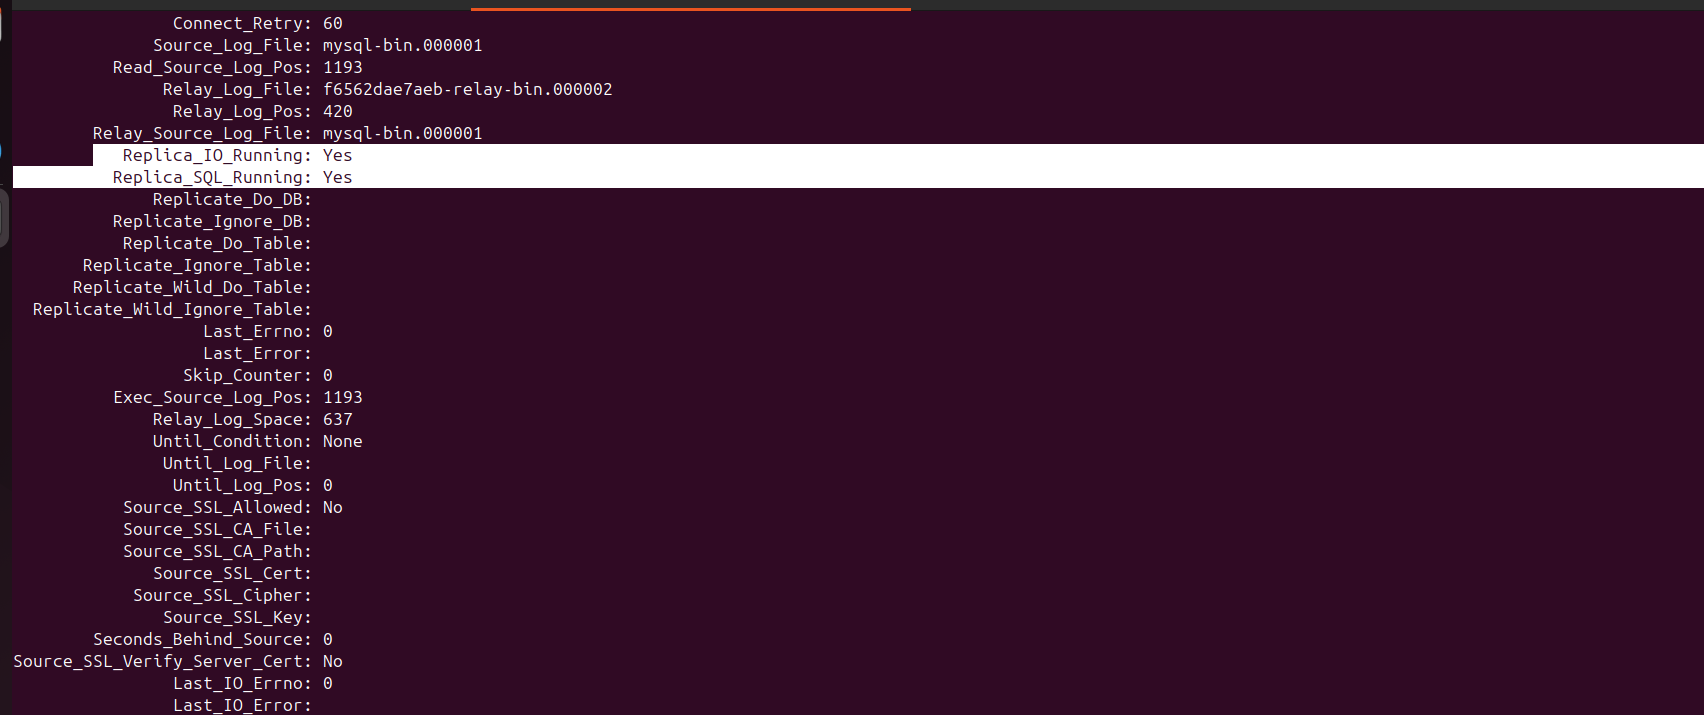 Connect_Retry: 60
Source_Log_File: mysql-bin.000001
Read_Source_Log_Pos: 1193
Relay_Log_File: f6562dae7aeb-relay-bin.000002
Relay_Log_Pos: 420
Relay_Source_Log_File: mysql-bin.000001
Replica_IO_Running: Yes
Replica_SQL_Running: Yes
Replicate_Do_DB:
Replicate_Ignore_DB:
Replicate_Do_Table:
Replicate_Ignore_Table:
Replicate_Wild_Do_Table:
Replicate_Wild_Ignore_Table:
Last_Errno: 0
Last_Error:
Skip_Counter: 0
Exec_Source_Log_Pos: 1193
Relay_Log_Space: 637
Until_Condition: None
Until_Log_File:
Until_Log_Pos: 0
Source_SSL_Allowed: No
Source_SSL_CA_File:
Source_SSL_CA_Path:
Source_SSL_Cert:
Source_SSL_Cipher:
Source_SSL_Key:
Seconds_Behind_Source: 0
Source_SSL_Verify_Server_Cert: No
Last_IO_Errno: 0
Last_IO_Error: